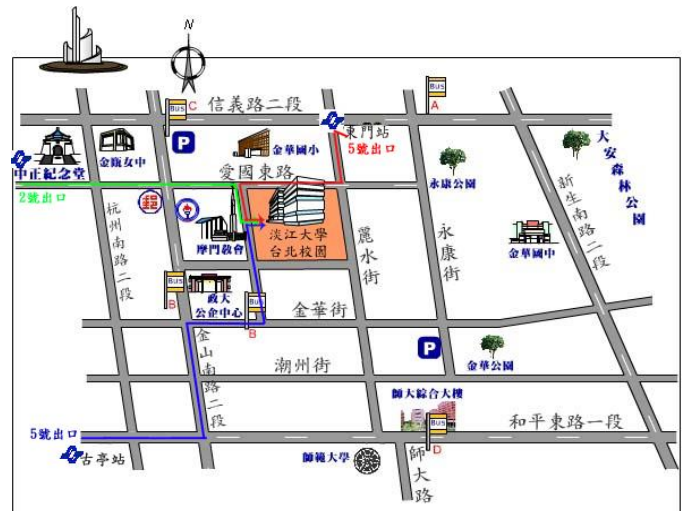 N
Bus
A
Bus
C
信義路二段
P
東門站
5號出口
金甌女中
金華國小
中正紀念堂
愛國東路
2號出口
永康公園
大安森林公園
新生南路二段
杭州南路二段
郵
摩門教會
淡江大學
台北校園
麗水街
永康街
金華國中
政大
公企中心
Bus
B
Bus
B
金華街
金山南路二段
潮州街
P
金華公園
師大綜合大樓
Bus
D
和平東路一段
5號出口
古亭站
師範大學
師大路